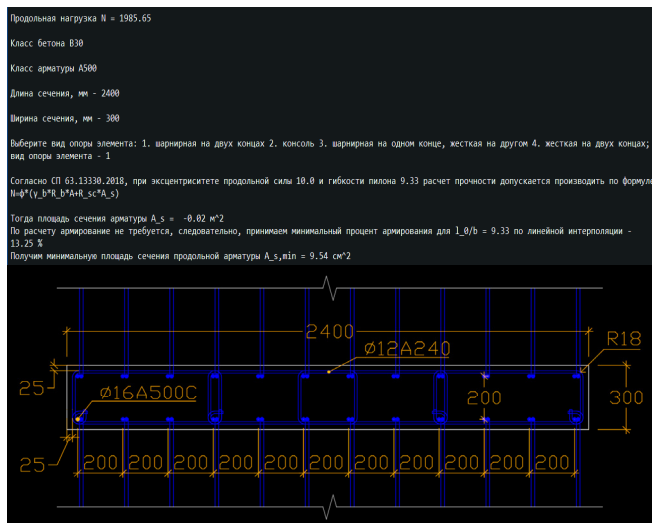 Продольная нагрузка N = 1985.65
Класс бетона B30
Класс арматуры A500
Длина сечения, мм - 2400
Ширина сечения, мм - 300
Выберите вид опоры элемента: 1. шарнирная на двух концах 2. консоль 3. шарнирная на одном конце, жесткая на другом 4. жесткая на двух концах;
вид опоры элемента - 1
Согласно СП 63.13330.2018, при эксцентриситете продольной силы 10.0 и гибкости пилона 9.33 расчет прочности допускается производить по формуле
N=ϕ*(γ_b*R_b*A+R_sc*A_s)
Тогда площадь сечения арматуры A_s =  -0.02 м^2
По расчету армирование не требуется, следовательно, принимаем минимальный процент армирования для l_0/b = 9.33 по линейной интерполяции -
13.25 %
Получим минимальную площадь сечения продольной арматуры A_s,min = 9.54 см^2
2400
R18
ø12A240
25
ø16A500C
200
300
25
200 200 200 200 200 200 200 200 200 200 200